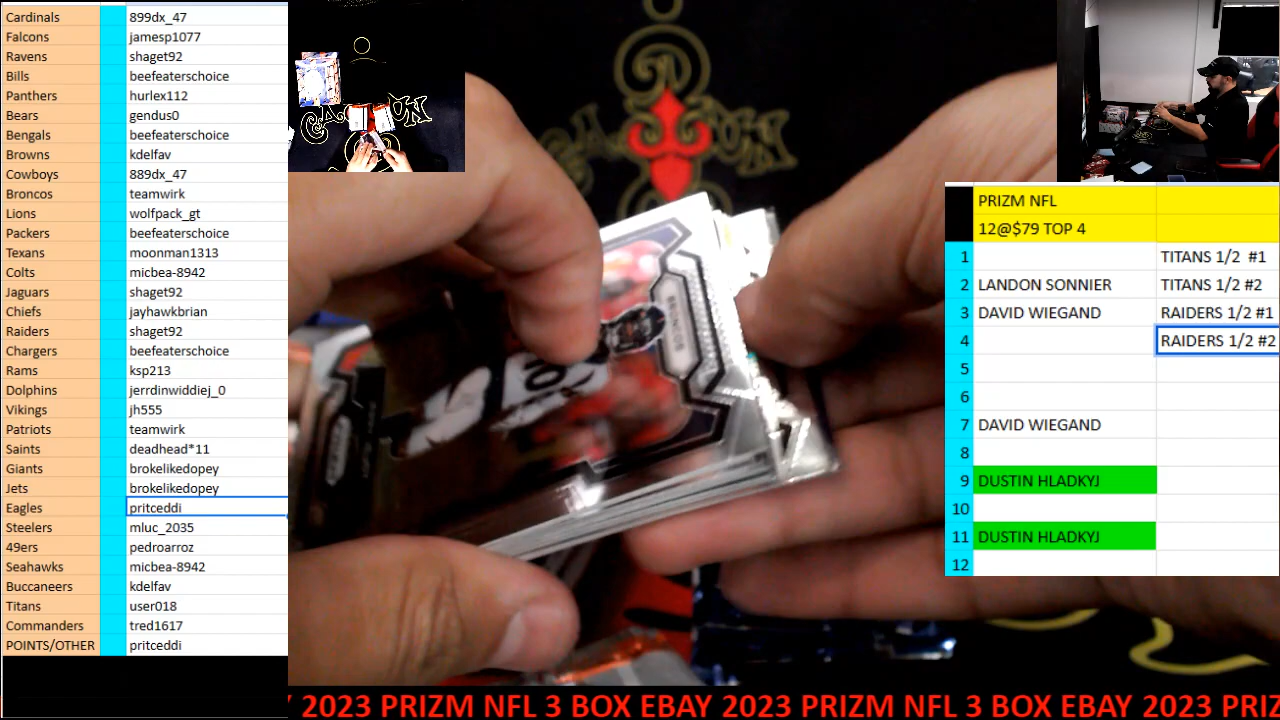 Cardinals 899dx_47
Falcons jamesp1077
Ravens shaget92
Bills beefeaterschoice
Panthers hurlex112
Bears gendus0
Bengals beefeaterschoice
Browns kdelfav
Cowboys 889dx_47
Broncos teamwirk
Lions wolfpack_gt
Packers beefeaterschoice
Texans moonman1313
Colts micbea-8942
Jaguars shaget92
Chiefs jayhawkbrian
Raiders shaget92
Chargers beefeaterschoice
Rams ksp213
Dolphins jerrdinwiddiej_0
Vikings jh555
Patriots teamwirk
Saints deadhead*11
Giants brokelikedopey
Jets brokelikedopey
Eagles pritceddi
Steelers mluc_2035
49ers pedroarroz
Seahawks micbea-8942
Buccaneers kdelfav
Titans user018
Commanders tred1617
POINTS/OTHER pritceddi
BRONCOS
PRIZM NFL
12@$79 TOP 4
1 TITANS 1/2 #1
2 LANDON SONNIER TITANS 1/2 #2
3 DAVID WIEGAND RAIDERS 1/2 #1
4 RAIDERS 1/2 #2
5
6
7 DAVID WIEGAND
8
9 DUSTIN HLADKYJ
10
11 DUSTIN HLADKYJ
12
Y 2023 PRIZM NFL 3 BOX EBAY 2023 PRIZM NFL 3 BOX EBAY 2023 PRIZ